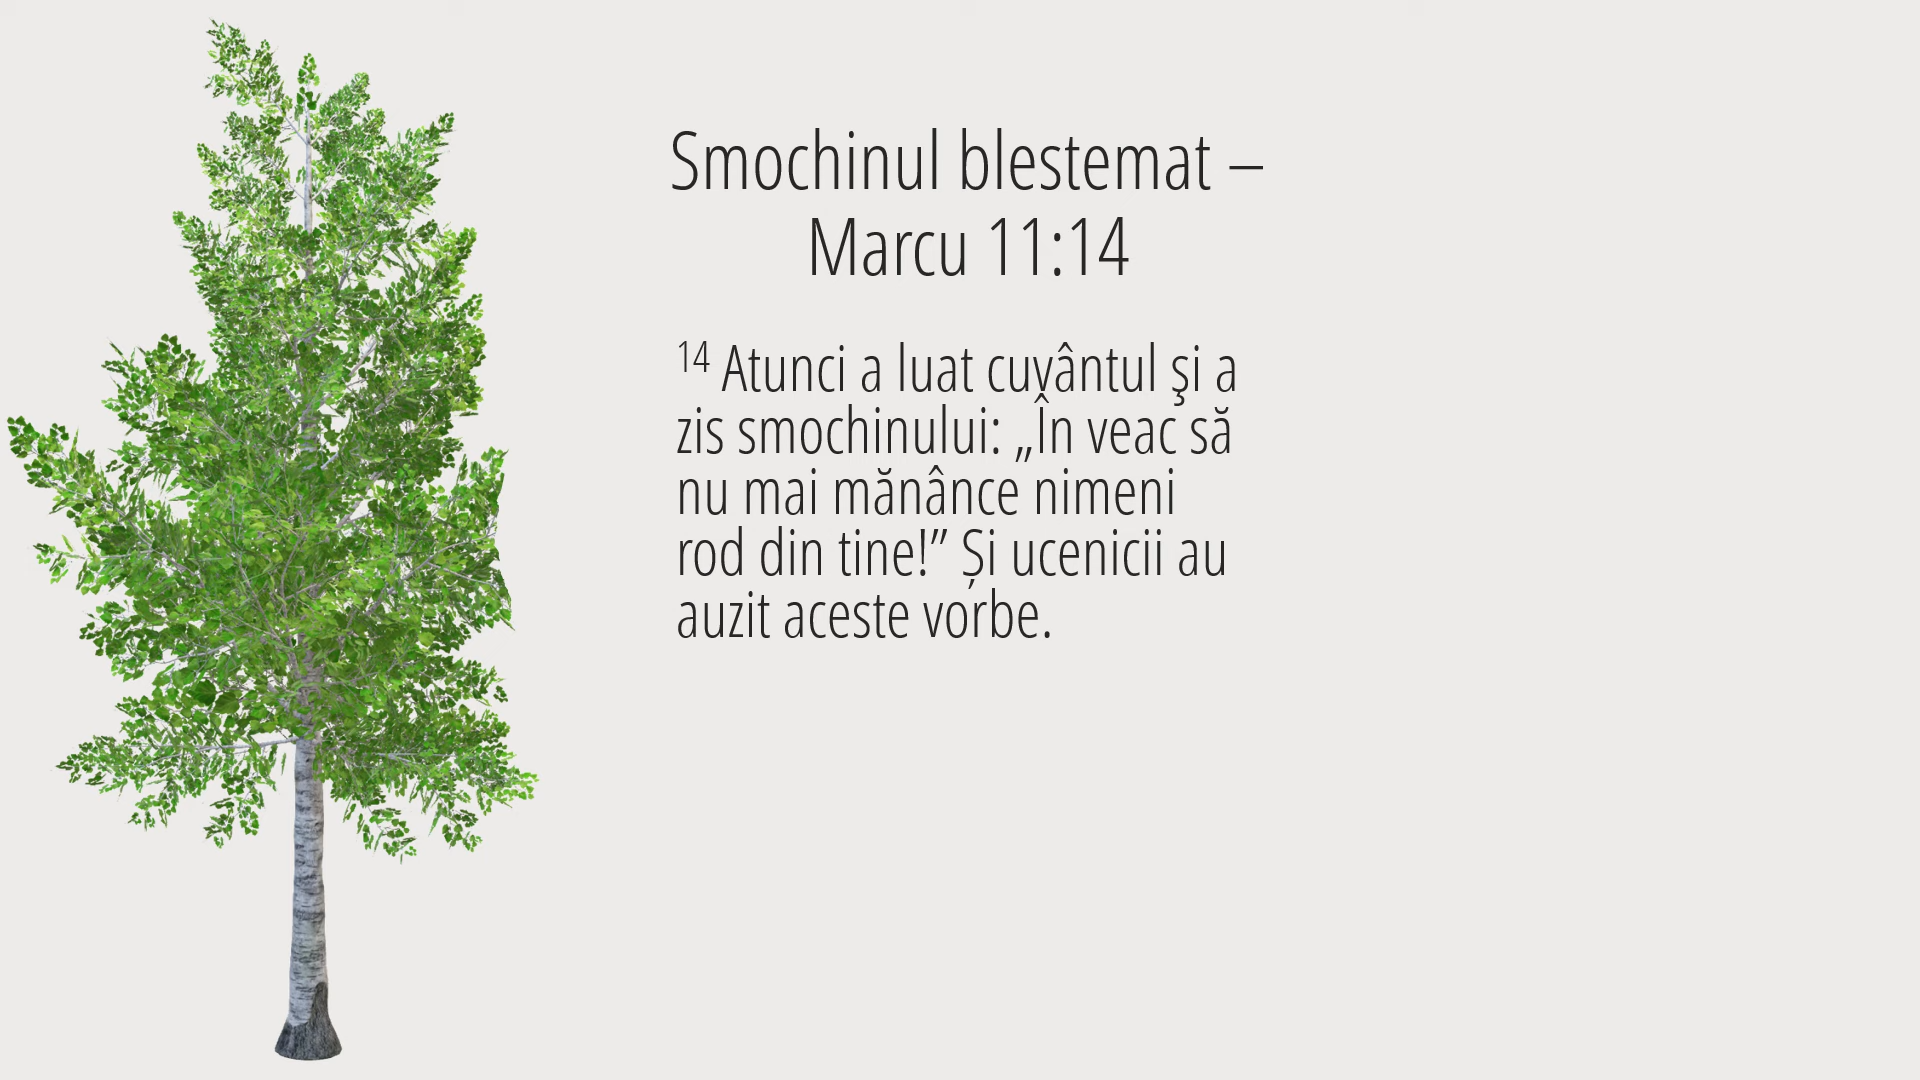 Smochinul blestemat –
Marcu 11:14
14 Atunci a luat cuvântul şi a
zis smochinului: „În veac să
nu mai mănânce nimeni
rod din tine!” Și ucenicii au
auzit aceste vorbe.